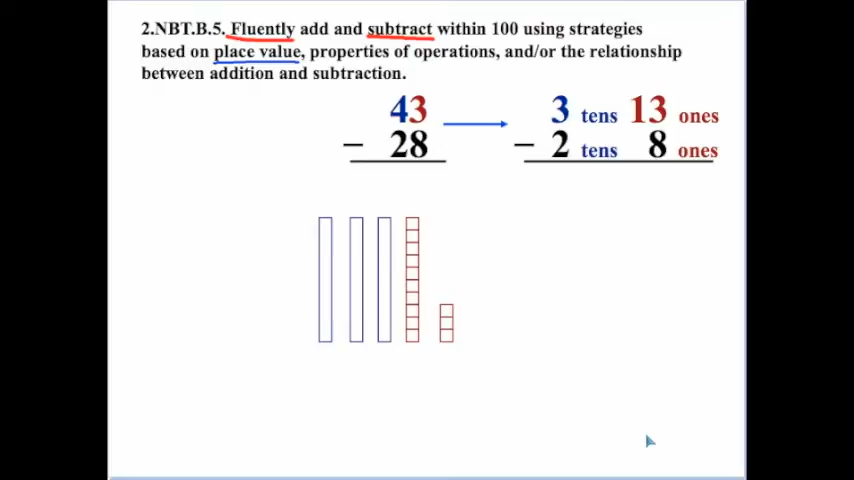 2.NBT.B.5. Fluently add and subtract within 100 using strategies
based on place value, properties of operations, and/or the relationship
between addition and subtraction.
43 3 tens 13 ones
− 28 − 2 tens 8 ones